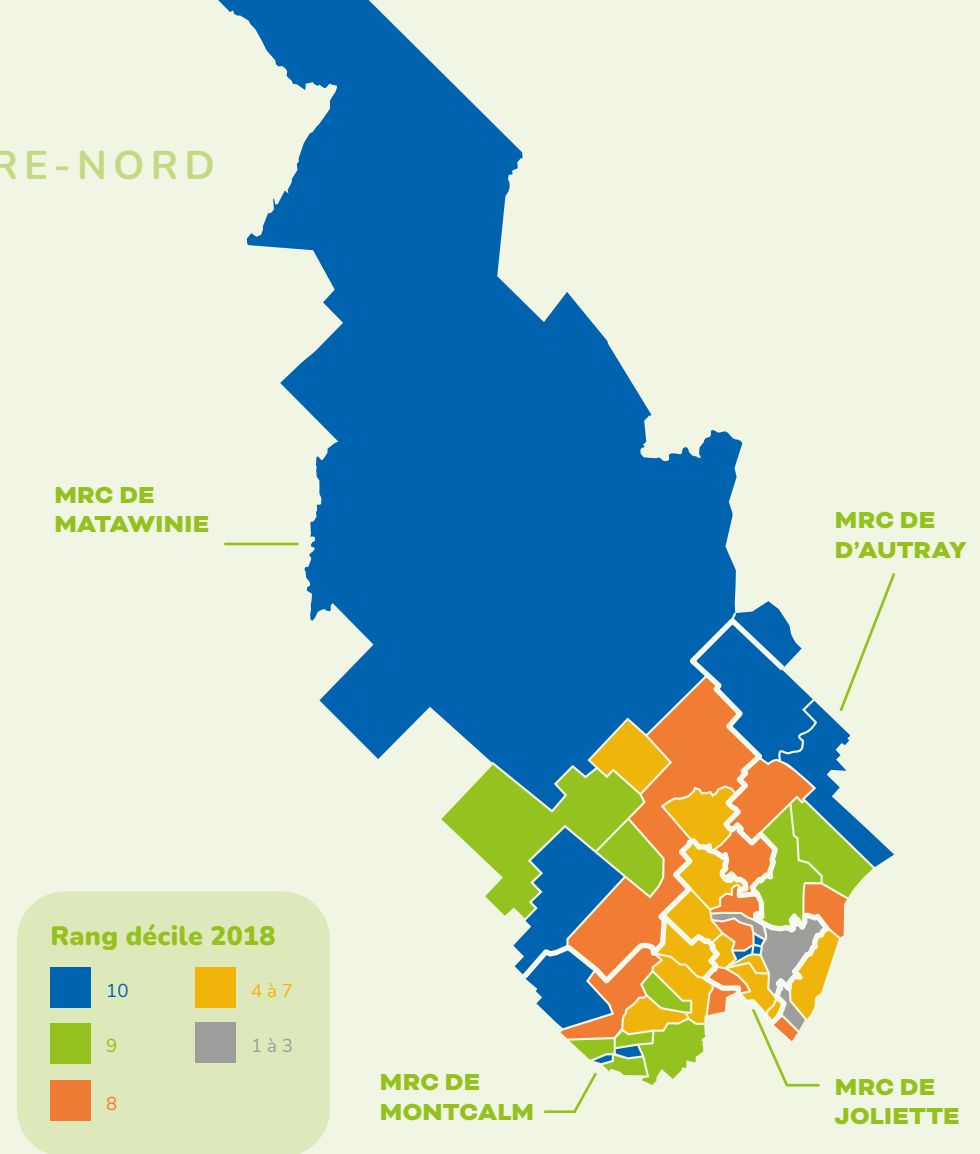 RE-NORD
MRC DE
MATAWINIE
MRC DE
D’AUTRAY
Rang décile 2018
10
4 à 7
9
1 à 3
8
MRC DE
MONTCALM
MRC DE
JOLIETTE